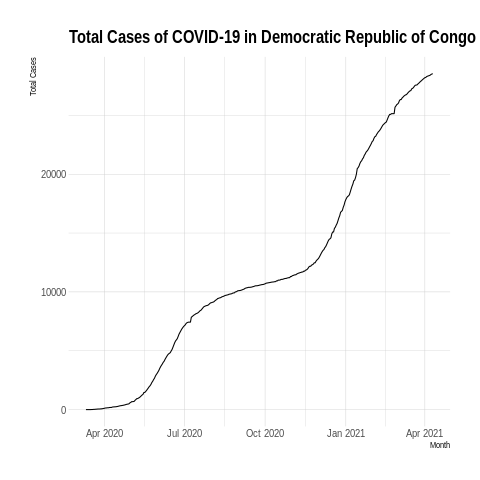 Total Cases of COVID-19 in Democratic Republic of Congo
Total Cases
20000
10000
0
Apr 2020 Jul 2020 Oct 2020 Jan 2021 Apr 2021
Month